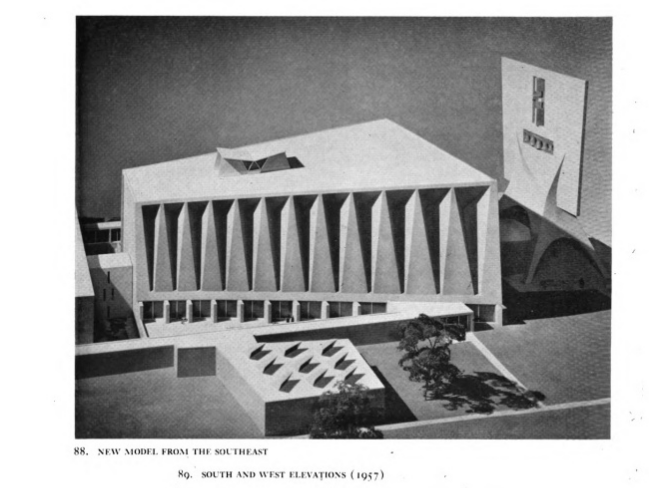 88. NEW MODEL FROM THE SOUTHEAST
89. SOUTH AND WEST ELEVATIONS (1957)